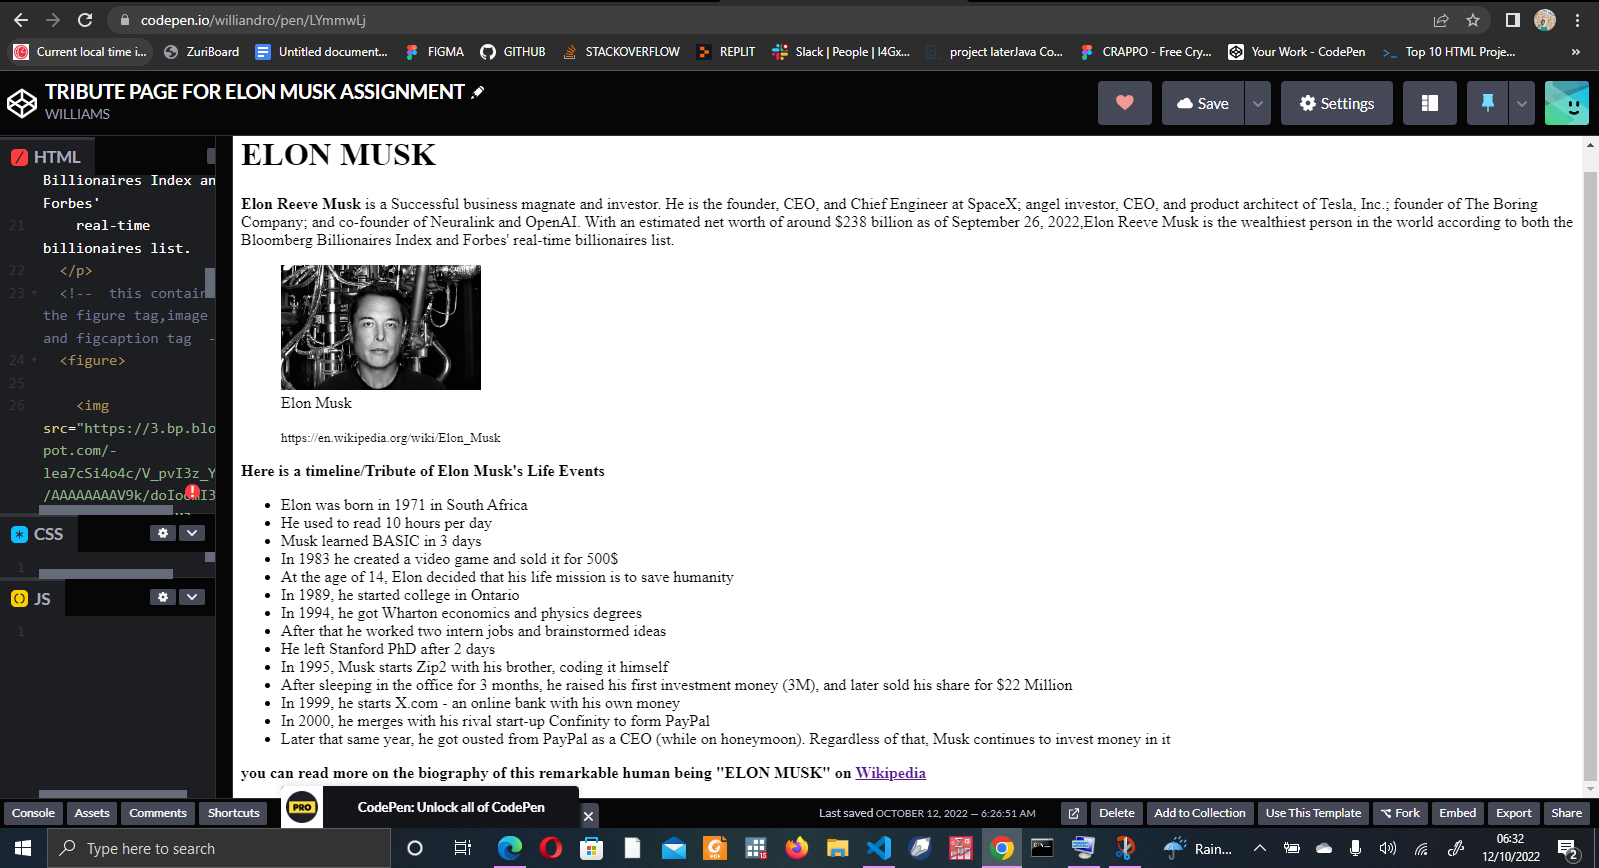 codepen.io/williandro/pen/LYmmwLj
Current local time i... ZuriBoard Untitled document... FIGMA GITHUB STACKOVERFLOW REPLIT Slack | People | I4Gx... project laterJava Co... CRAPPO - Free Cry... Your Work - CodePen Top 10 HTML Proje... »
TRIBUTE PAGE FOR ELON MUSK ASSIGNMENT
WILLIAMS
Save Settings
HTML
Billionaires Index an
Forbes'
21 real-time
billionaires list.
22 </p>
23 <!-- this contain
the figure tag,image
and figcaption tag -
24 <figure>
25
26 <img
src="https://3.bp.blo
pot.com/-
lea7cSi4o4c/V_pvI3z_Y
CSS
1
JS
1
ELON MUSK
Elon Reeve Musk is a Successful business magnate and investor. He is the founder, CEO, and Chief Engineer at SpaceX; angel investor, CEO, and product architect of Tesla, Inc.; founder of The Boring
Company; and co-founder of Neuralink and OpenAI. With an estimated net worth of around $238 billion as of September 26, 2022,Elon Reeve Musk is the wealthiest person in the world according to both the
Bloomberg Billionaires Index and Forbes' real-time billionaires list.
Elon Musk
https://en.wikipedia.org/wiki/Elon_Musk
Here is a timeline/Tribute of Elon Musk's Life Events
• Elon was born in 1971 in South Africa
• He used to read 10 hours per day
• Musk learned BASIC in 3 days
• In 1983 he created a video game and sold it for 500$
• At the age of 14, Elon decided that his life mission is to save humanity
• In 1989, he started college in Ontario
• In 1994, he got Wharton economics and physics degrees
• After that he worked two intern jobs and brainstormed ideas
• He left Stanford PhD after 2 days
• In 1995, Musk starts Zip2 with his brother, coding it himself
• After sleeping in the office for 3 months, he raised his first investment money (3M), and later sold his share for $22 Million
• In 1999, he starts X.com - an online bank with his own money
• In 2000, he merges with his rival start-up Confinity to form PayPal
• Later that same year, he got ousted from PayPal as a CEO (while on honeymoon). Regardless of that, Musk continues to invest money in it
you can read more on the biography of this remarkable human being "ELON MUSK" on Wikipedia
PRO CodePen: Unlock all of CodePen
Console Assets Comments Shortcuts Last saved OCTOBER 12, 2022 — 6:26:51 AM Delete Add to Collection Use This Template Fork Embed Export Share
Type here to search Rain... 06:32
12/10/2022 2